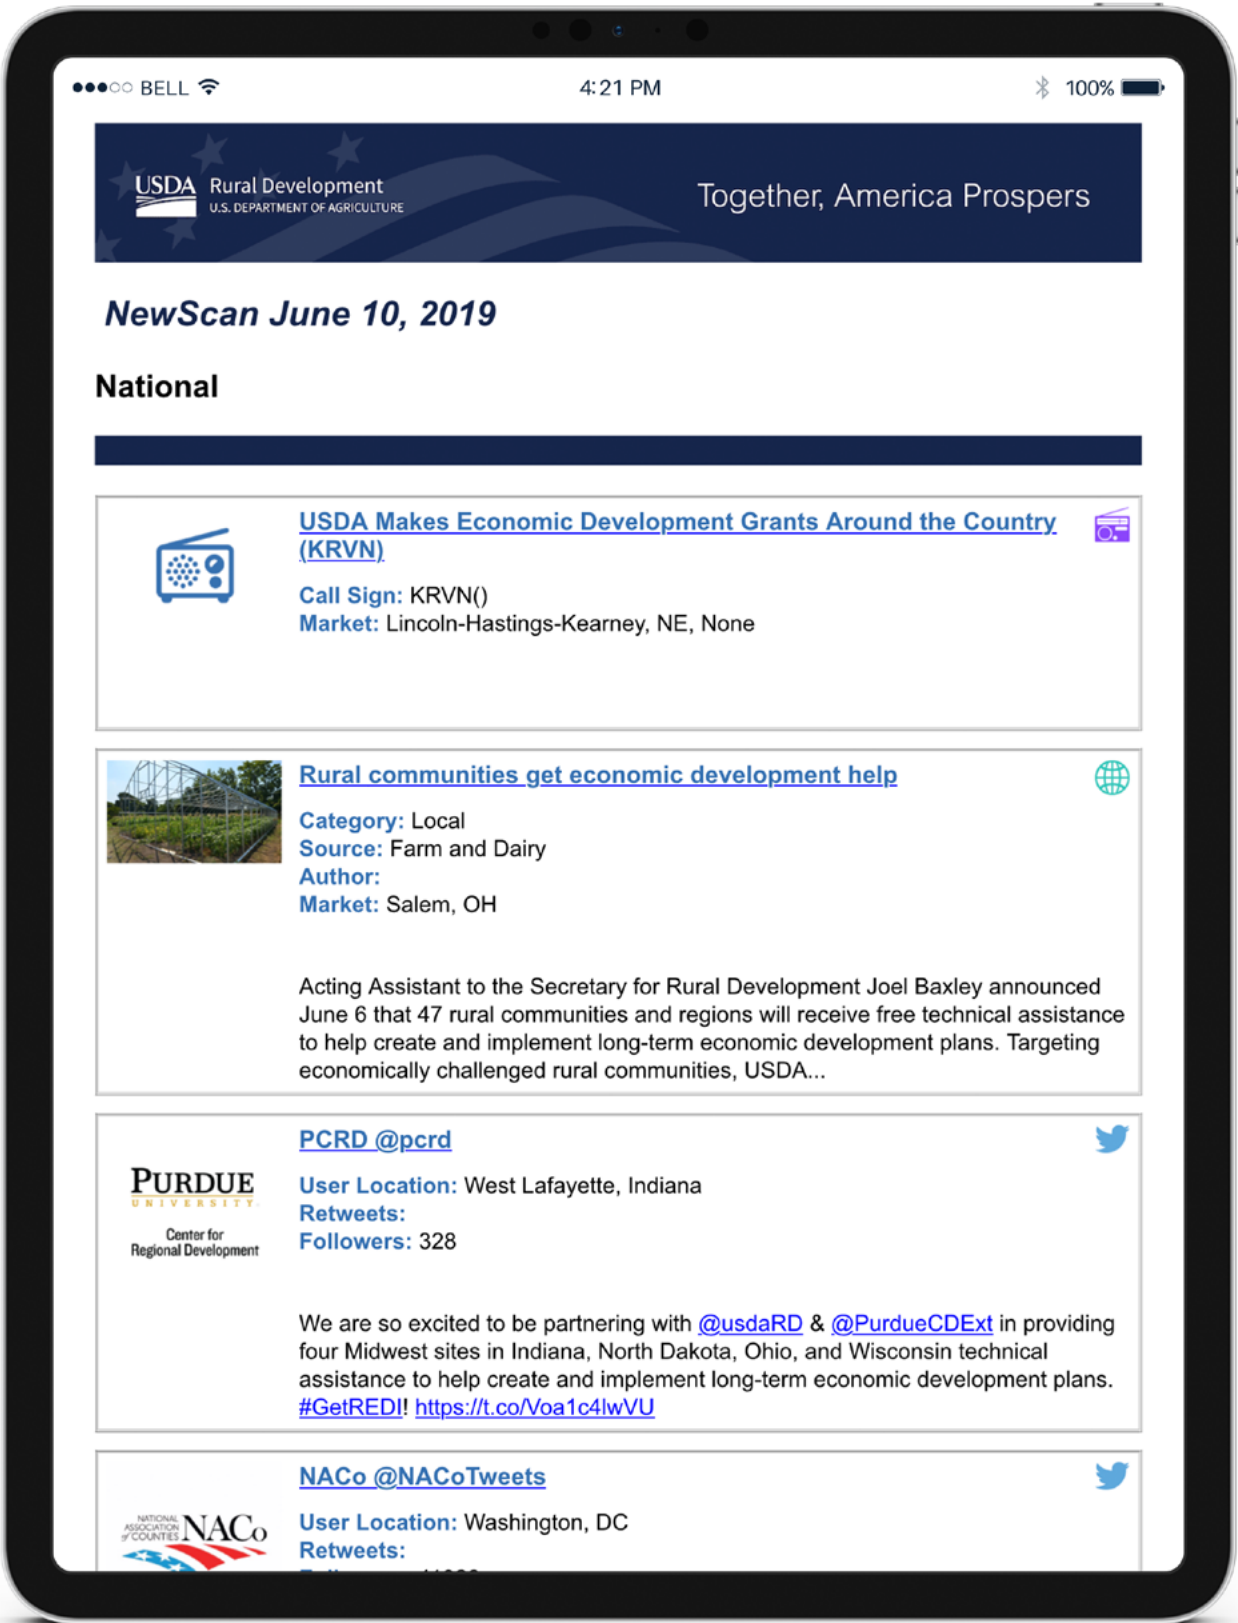 BELL
4:21 PM
100%
USDA Rural Development
U.S. DEPARTMENT OF AGRICULTURE
Together, America Prospers
NewScan June 10, 2019
National
USDA Makes Economic Development Grants Around the Country
(KRVN)
Call Sign: KRVN()
Market: Lincoln-Hastings-Kearney, NE, None
Rural communities get economic development help
Category: Local
Source: Farm and Dairy
Author:
Market: Salem, OH
Acting Assistant to the Secretary for Rural Development Joel Baxley announced
June 6 that 47 rural communities and regions will receive free technical assistance
to help create and implement long-term economic development plans. Targeting
economically challenged rural communities, USDA...
PCRD @pcrd
PURDUE
UNIVERSITY
Center for
Regional Development
User Location: West Lafayette, Indiana
Retweets:
Followers: 328
We are so excited to be partnering with @usdaRD & @PurdueCDExt in providing
four Midwest sites in Indiana, North Dakota, Ohio, and Wisconsin technical
assistance to help create and implement long-term economic development plans.
#GetREDI! https://t.co/Voa1c4lwVU
NACo @NACoTweets
NATIONAL
ASSOCIATION
of COUNTIES
NACo
User Location: Washington, DC
Retweets: